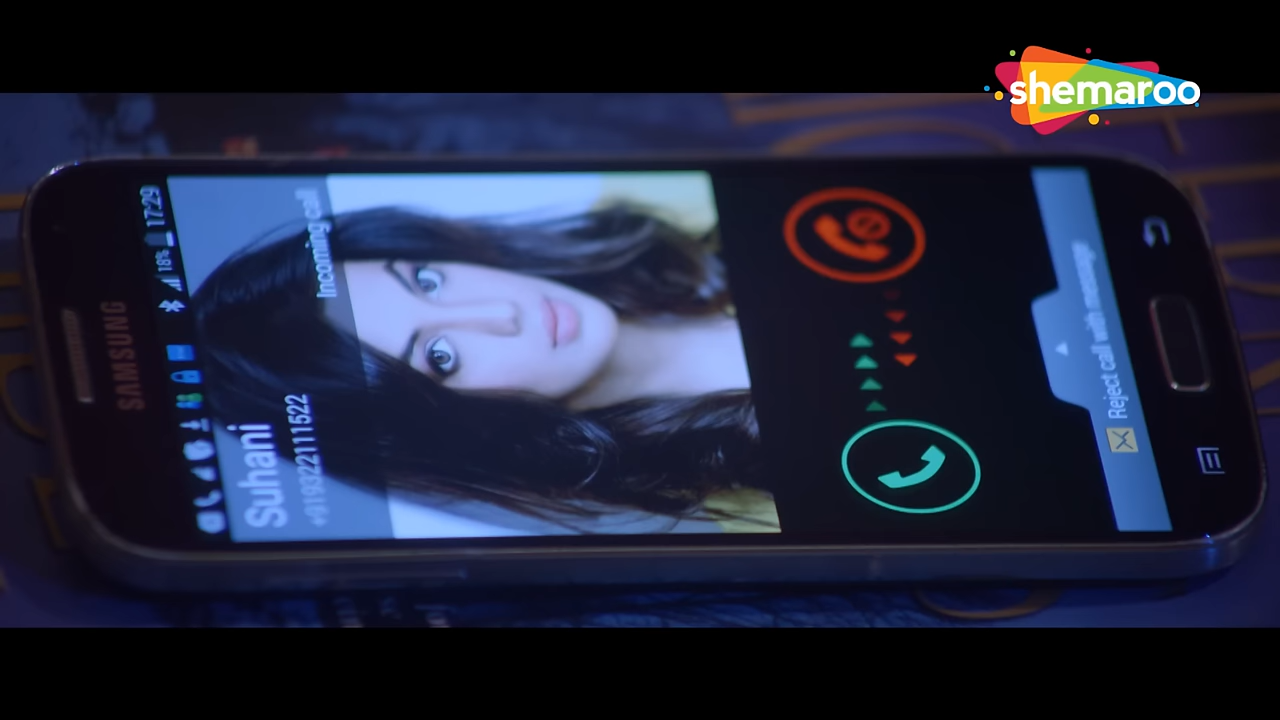 shemaroo
SAMSUNG
18% 17:29
Incoming call
Suhani
+919322111522
Reject call with message